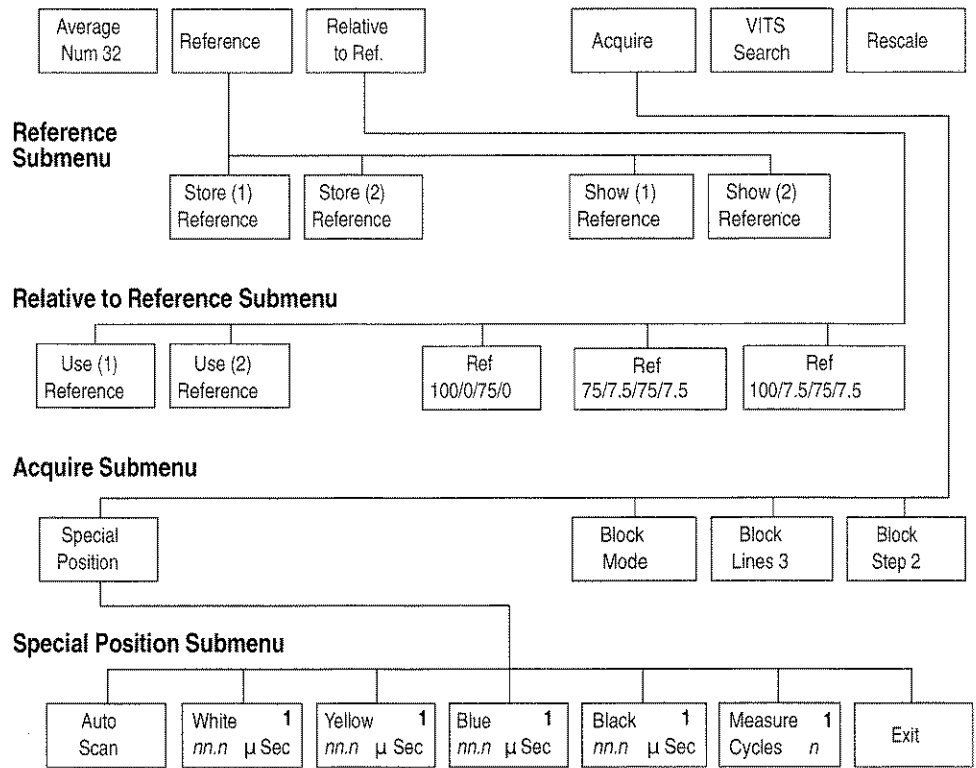 Average
Num 32
Reference
Relative
to Ref.
Acquire
VITS
Search
Rescale
Reference
Submenu
Store (1)
Reference
Store (2)
Reference
Show (1)
Reference
Show (2)
Reference
Relative to Reference Submenu
Use (1)
Reference
Use (2)
Reference
Ref
100/0/75/0
Ref
75/7.5/75/7.5
Ref
100/7.5/75/7.5
Acquire Submenu
Special
Position
Block
Mode
Block
Lines 3
Block
Step 2
Special Position Submenu
Auto
Scan
White 1
nn.n µ Sec
Yellow 1
nn.n µ Sec
Blue 1
nn.n µ Sec
Black 1
nn.n µ Sec
Measure 1
Cycles n
Exit